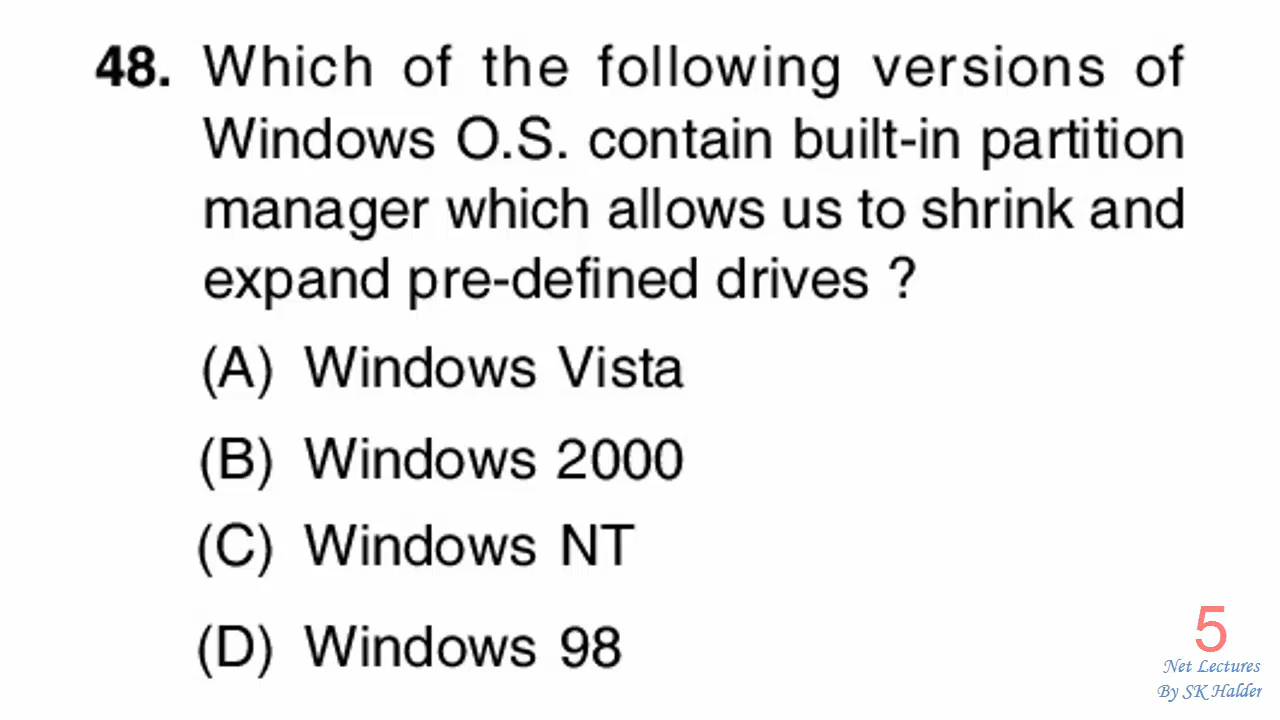 48. Which of the following versions of
Windows O.S. contain built-in partition
manager which allows us to shrink and
expand pre-defined drives ?
(A) Windows Vista
(B) Windows 2000
(C) Windows NT
(D) Windows 98
5
Net Lectures
By SK Halder